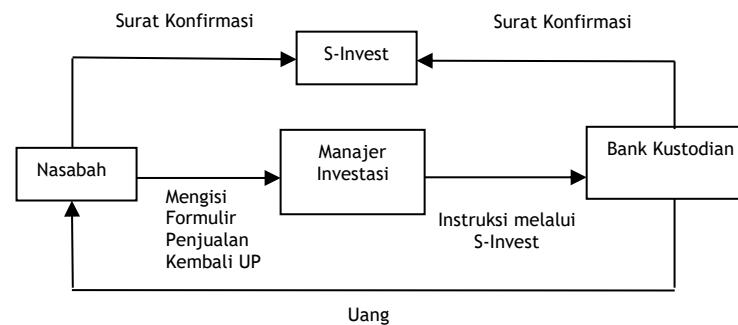 Surat Konfirmasi
Surat Konfirmasi
S-Invest
Nasabah
Manajer
Investasi
Bank Kustodian
Mengisi
Formulir
Penjualan
Kembali UP
Instruksi melalui
S-Invest
Uang